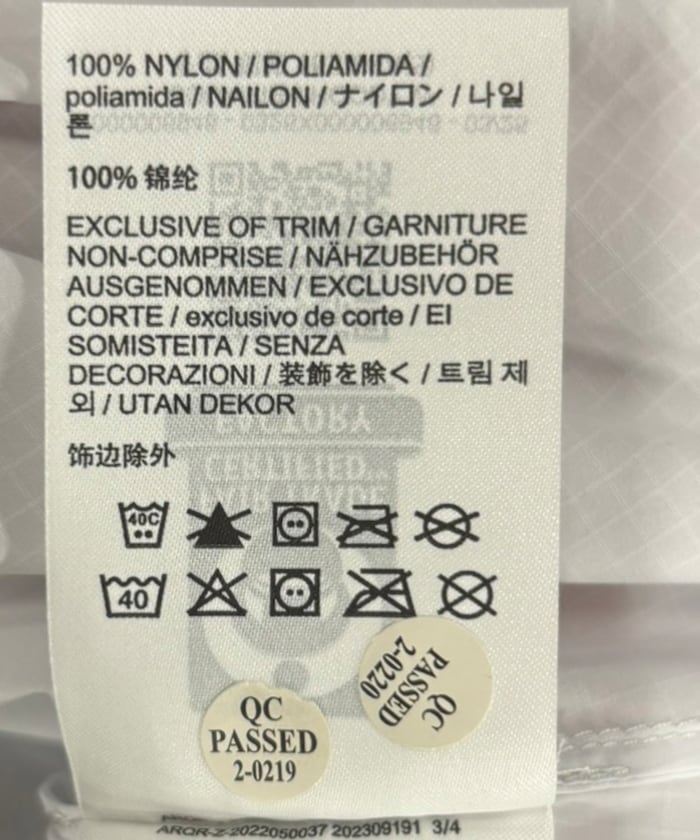 100% NYLON / POLIAMIDA /
poliamida / NAILON / ナイロン / 나일
론
100% 锦纶
EXCLUSIVE OF TRIM / GARNITURE
NON-COMPRISE / NÄHZUBEHÖR
AUSGENOMMEN / EXCLUSIVO DE
CORTE / exclusivo de corte / EI
SOMISTEITA / SENZA
DECORAZIONI / 装飾を除く / 트림 제
외 / UTAN DEKOR
饰边除外
40C
40
QC
PASSED
2-0220
QC
PASSED
2-0219
AROR-Z-2022050037 202309191 3/4